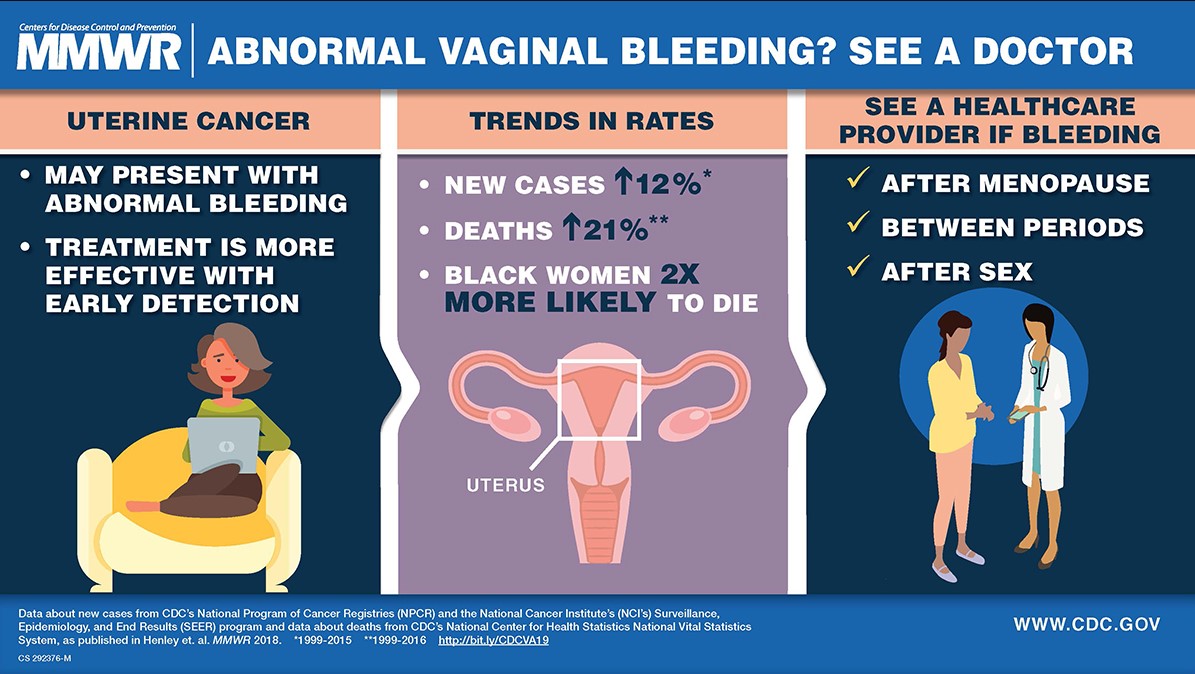 Centers for Disease Control and Prevention
MMWR
ABNORMAL VAGINAL BLEEDING? SEE A DOCTOR
UTERINE CANCER
• MAY PRESENT WITH
ABNORMAL BLEEDING
• TREATMENT IS MORE
EFFECTIVE WITH
EARLY DETECTION
TRENDS IN RATES
• NEW CASES ↑12%*
• DEATHS ↑21%**
• BLACK WOMEN 2X
MORE LIKELY TO DIE
UTERUS
SEE A HEALTHCARE
PROVIDER IF BLEEDING
✓ AFTER MENOPAUSE
✓ BETWEEN PERIODS
✓ AFTER SEX
Data about new cases from CDC's National Program of Cancer Registries (NPCR) and the National Cancer Institute's (NCI's) Surveillance,
Epidemiology, and End Results (SEER) program and data about deaths from CDC's National Center for Health Statistics National Vital Statistics
System, as published in Henley et. al. MMWR 2018. *1999-2015 **1999-2016 http://bit.ly/CDCVA19
CS 292376-M
WWW.CDC.GOV